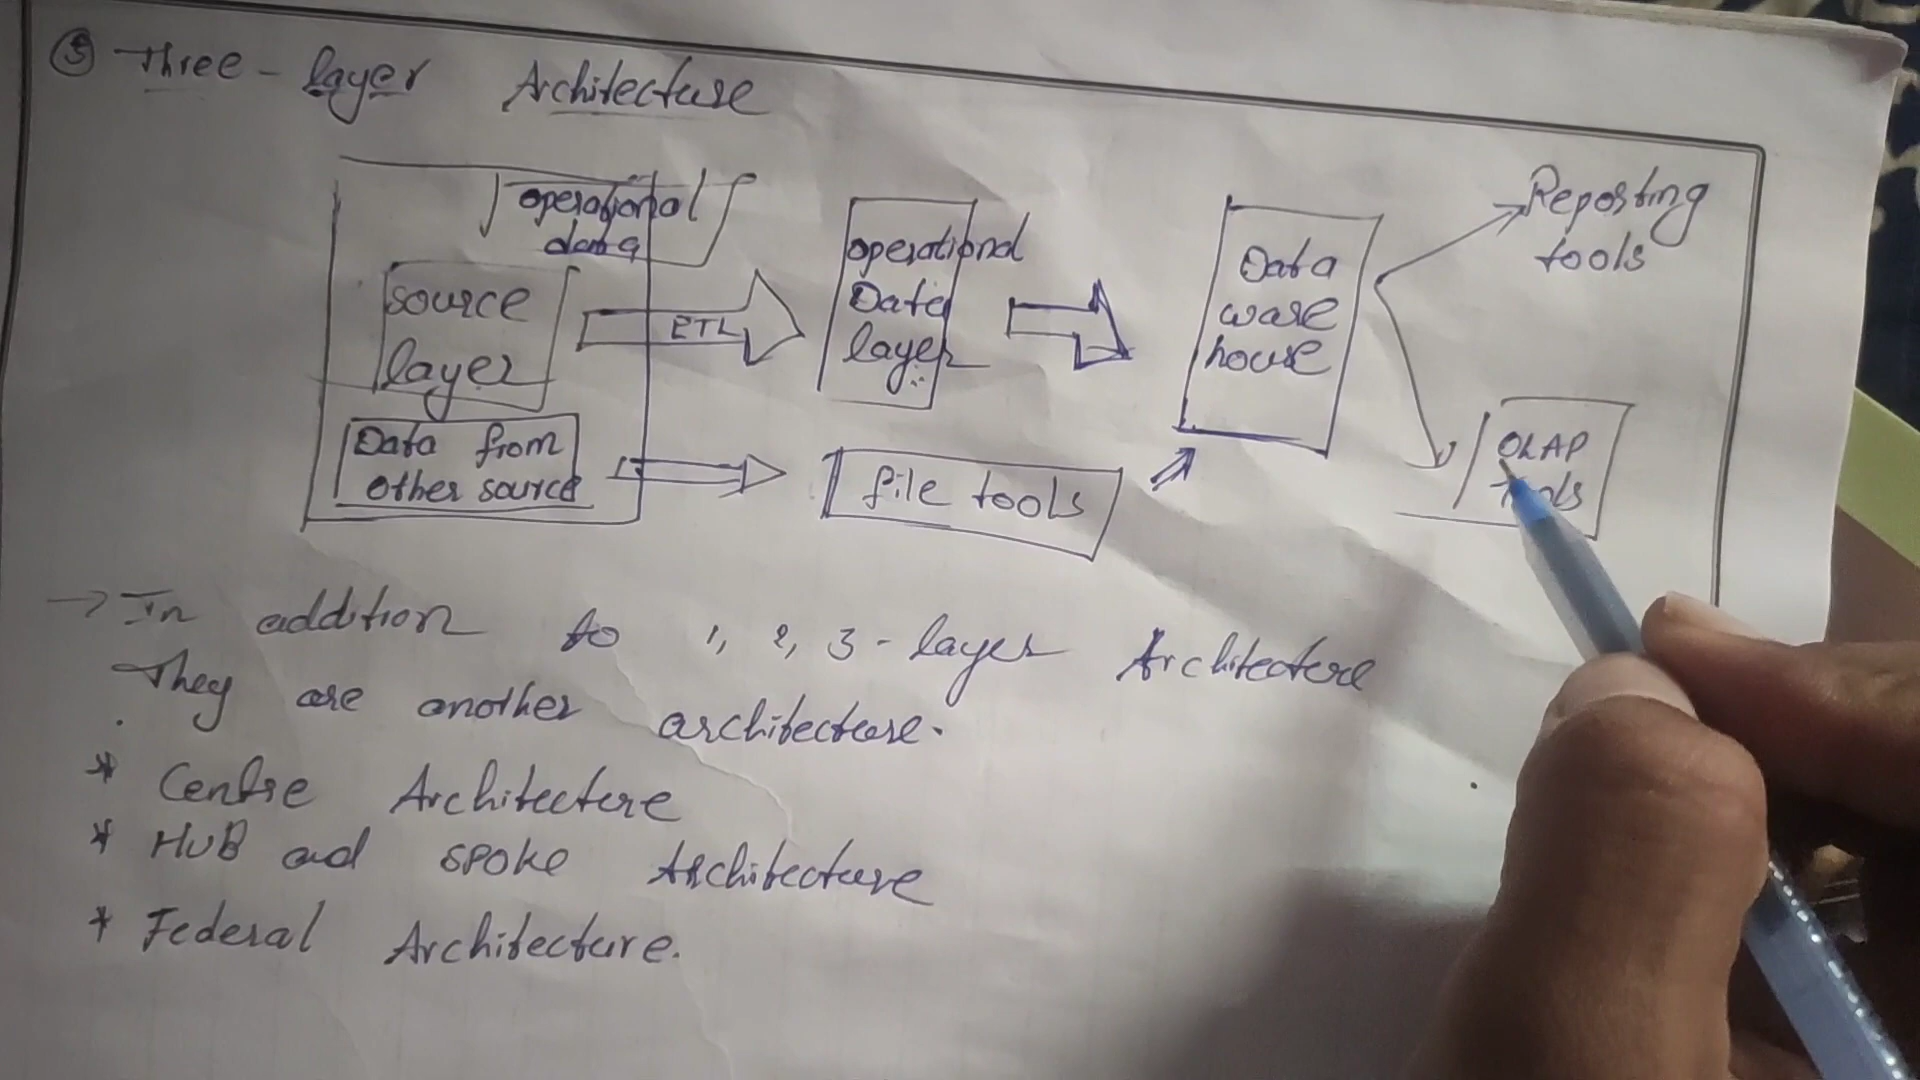 ③ Three-layer Architecture
operational
data
source
layer
ETL
Data from
other source
operational
Data
layer
file tools
Data
ware
house
Reporting
tools
OLAP
tools
→ In addition to 1, 2, 3-layer Architecture
They are another architecture.
* Centre Architecture
* HUB and spoke Architecture
* Federal Architecture.